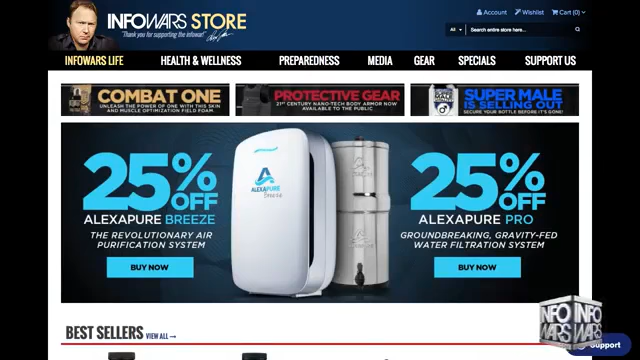 INFOWARS STORE
"Thank you for supporting the infowar!"
Account
Wishlist
Cart (0)
All
Search entire store here...
INFOWARS LIFE
HEALTH & WELLNESS
PREPAREDNESS
MEDIA
GEAR
SPECIALS
SUPPORT US
COMBAT ONE
UNLEASH THE POWER OF ONE WITH THIS SKIN
AND MUSCLE OPTIMIZATION FIELD FOAM...
PROTECTIVE GEAR
21ST CENTURY NANO-TECH BODY ARMOR NOW
AVAILABLE TO THE PUBLIC
SUPER MALE
IS SELLING OUT
SECURE YOUR BOTTLE BEFORE IT'S GONE!
25% OFF
ALEXAPURE BREEZE
THE REVOLUTIONARY AIR
PURIFICATION SYSTEM
BUY NOW
ALEXAPURE
Breeze
25% OFF
ALEXAPURE PRO
GROUNDBREAKING, GRAVITY-FED
WATER FILTRATION SYSTEM
BUY NOW
BEST SELLERS VIEW ALL →
INFO INFO
WARS WARS
Support